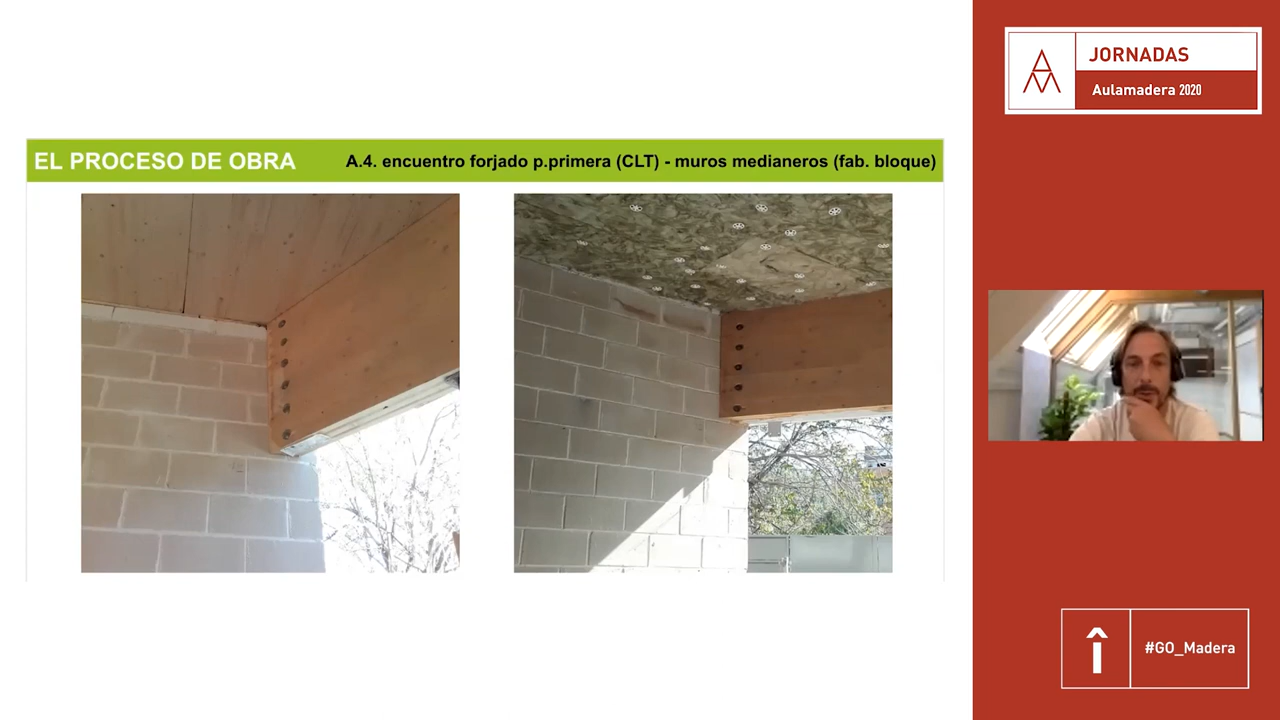 EL PROCESO DE OBRA
A.4. encuentro forjado p.primera (CLT) - muros medianeros (fab. bloque)
JORNADAS
Aulamadera 2020
#GO_Madera